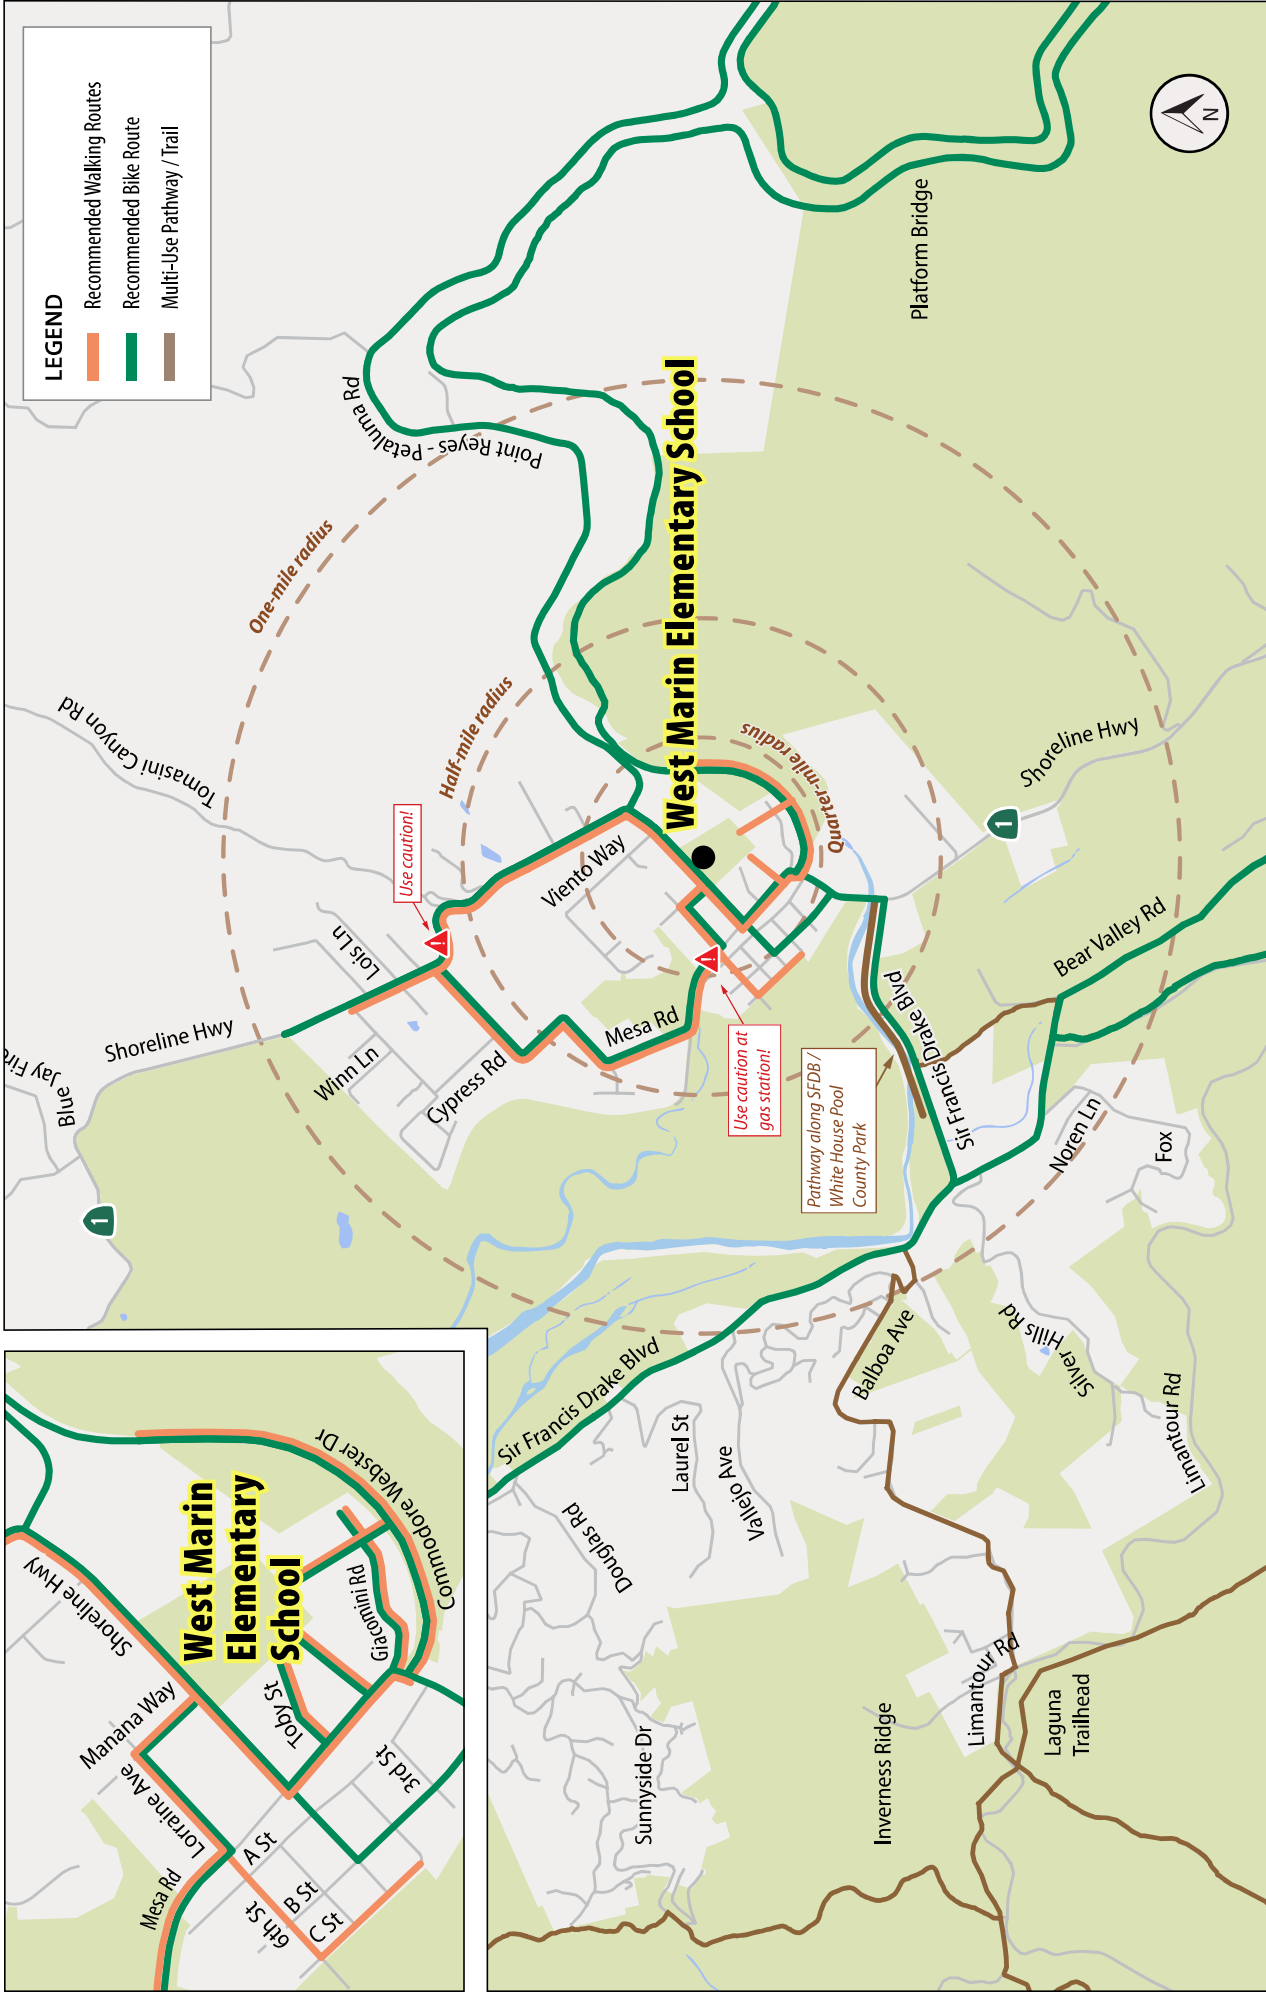 LEGEND
Recommended Walking Routes
Recommended Bike Route
Multi-Use Pathway / Trail
N
West Marin
Elementary
School
Shoreline Hwy
Manana Way
Lorraine Ave
Mesa Rd
Toby St
Giacomini Rd
Commodore Webster Dr
3rd St
A St
B St
C St
6th St
1
Blue Jay
Shoreline Hwy
Tomasini Canyon Rd
One-mile radius
Point Reyes - Petaluma Rd
Half-mile radius
Use caution!
Lois Ln
Winn Ln
Cypress Rd
Viento Way
Mesa Rd
West Marin Elementary School
Quarter-mile radius
Platform Bridge
Use caution at
gas station!
Pathway along SFDB /
White House Pool
County Park
Sir Francis Drake Blvd
Bear Valley Rd
Shoreline Hwy
1
Noren Ln
Fox
Sir Francis Drake Blvd
Balboa Ave
Silver Hills Rd
Limantour Rd
Laurel St
Vallejo Ave
Douglas Rd
Sunnyside Dr
Inverness Ridge
Limantour Rd
Laguna
Trailhead